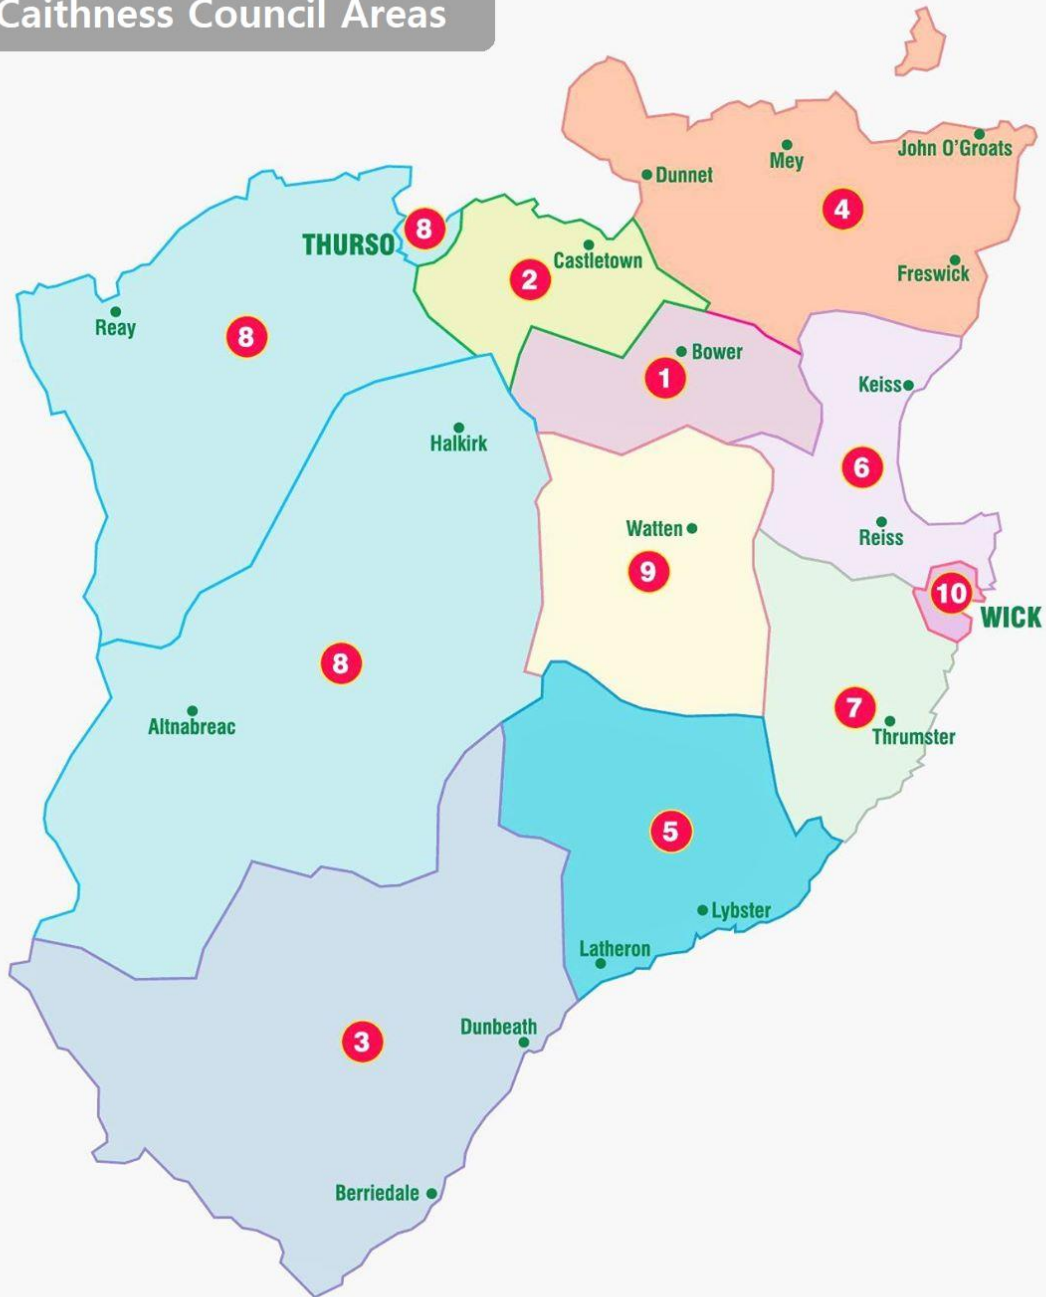 Caithness Council Areas
John O'Groats
Mey
Dunnet
4
8
THURSO
Castletown
Freswick
2
Reay
8
Bower
1
Keiss
Halkirk
6
Watten
Reiss
9
10
WICK
8
7
Altnabreac
Thrumster
5
Lybster
Latheron
Dunbeath
3
Berriedale